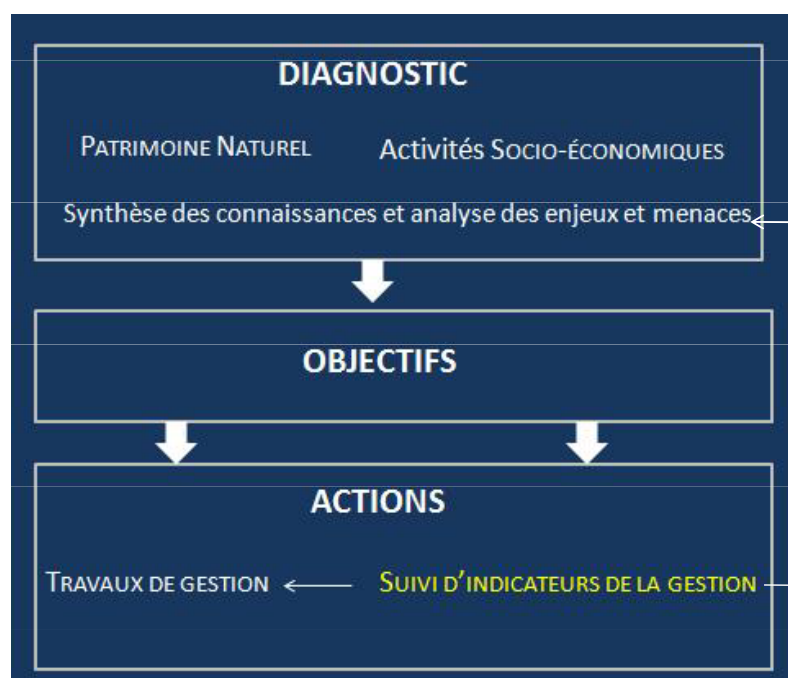 DIAGNOSTIC
PATRIMOINE NATUREL Activités SOCIO-ÉCONOMIQUES
Synthèse des connaissances et analyse des enjeux et menaces
OBJECTIFS
ACTIONS
TRAVAUX DE GESTION SUIVI D'INDICATEURS DE LA GESTION